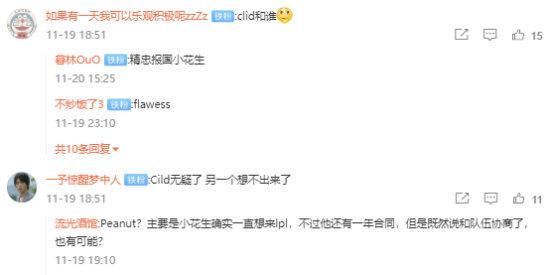 如果有一天我可以乐观积极呢zzZz 铁粉:clid和谁
11-19 18:51
15
暮林OuO 铁粉:精忠报国小花生
11-20 15:25
不炒饭了3 铁粉:flawess
11-19 23:10
共10条回复
一予惊醒梦中人 铁粉:Cild无疑了 另一个想不出来了
11-19 18:51
11
流光酒馆:Peanut？主要是小花生确实一直想来lpl，不过他还有一年合同，但是既然说和队伍协商了，
也有可能？
11-19 19:10